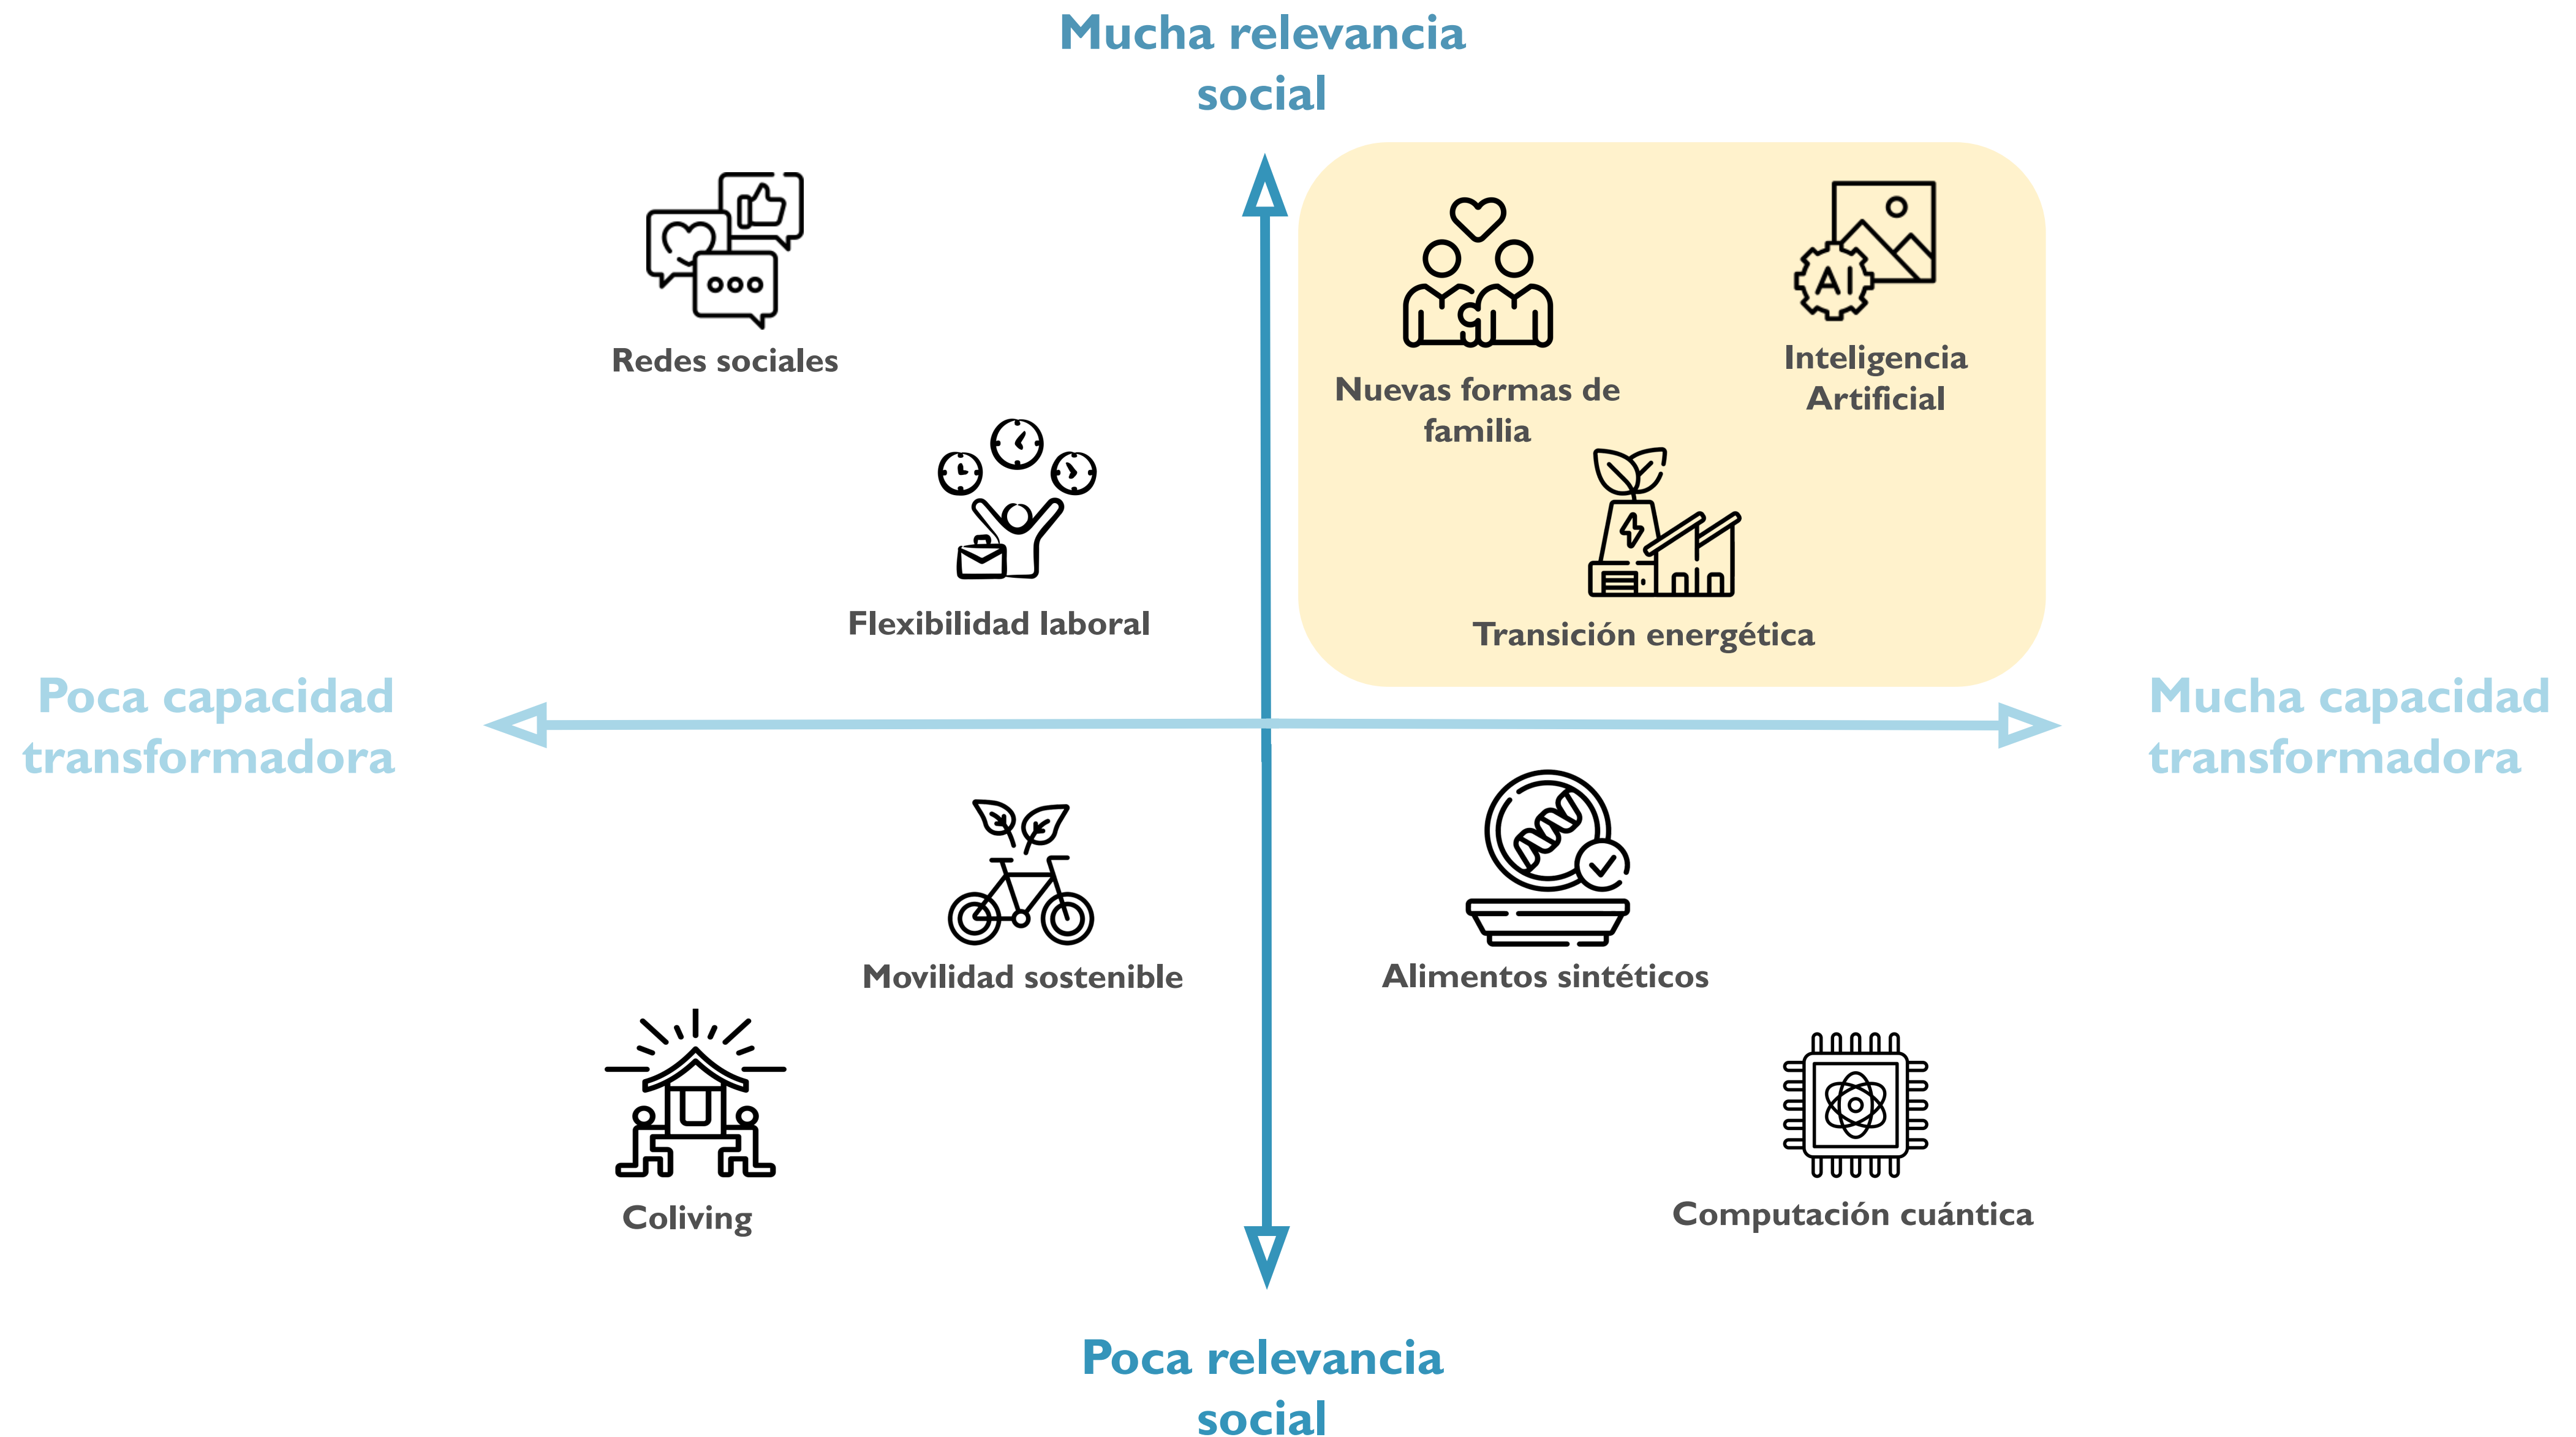 Mucha relevancia
social
Redes sociales
Nuevas formas de
familia
AI
Inteligencia
Artificial
Flexibilidad laboral
Transición energética
Poca capacidad
transformadora
Mucha capacidad
transformadora
Movilidad sostenible
Alimentos sintéticos
Coliving
Computación cuántica
Poca relevancia
social